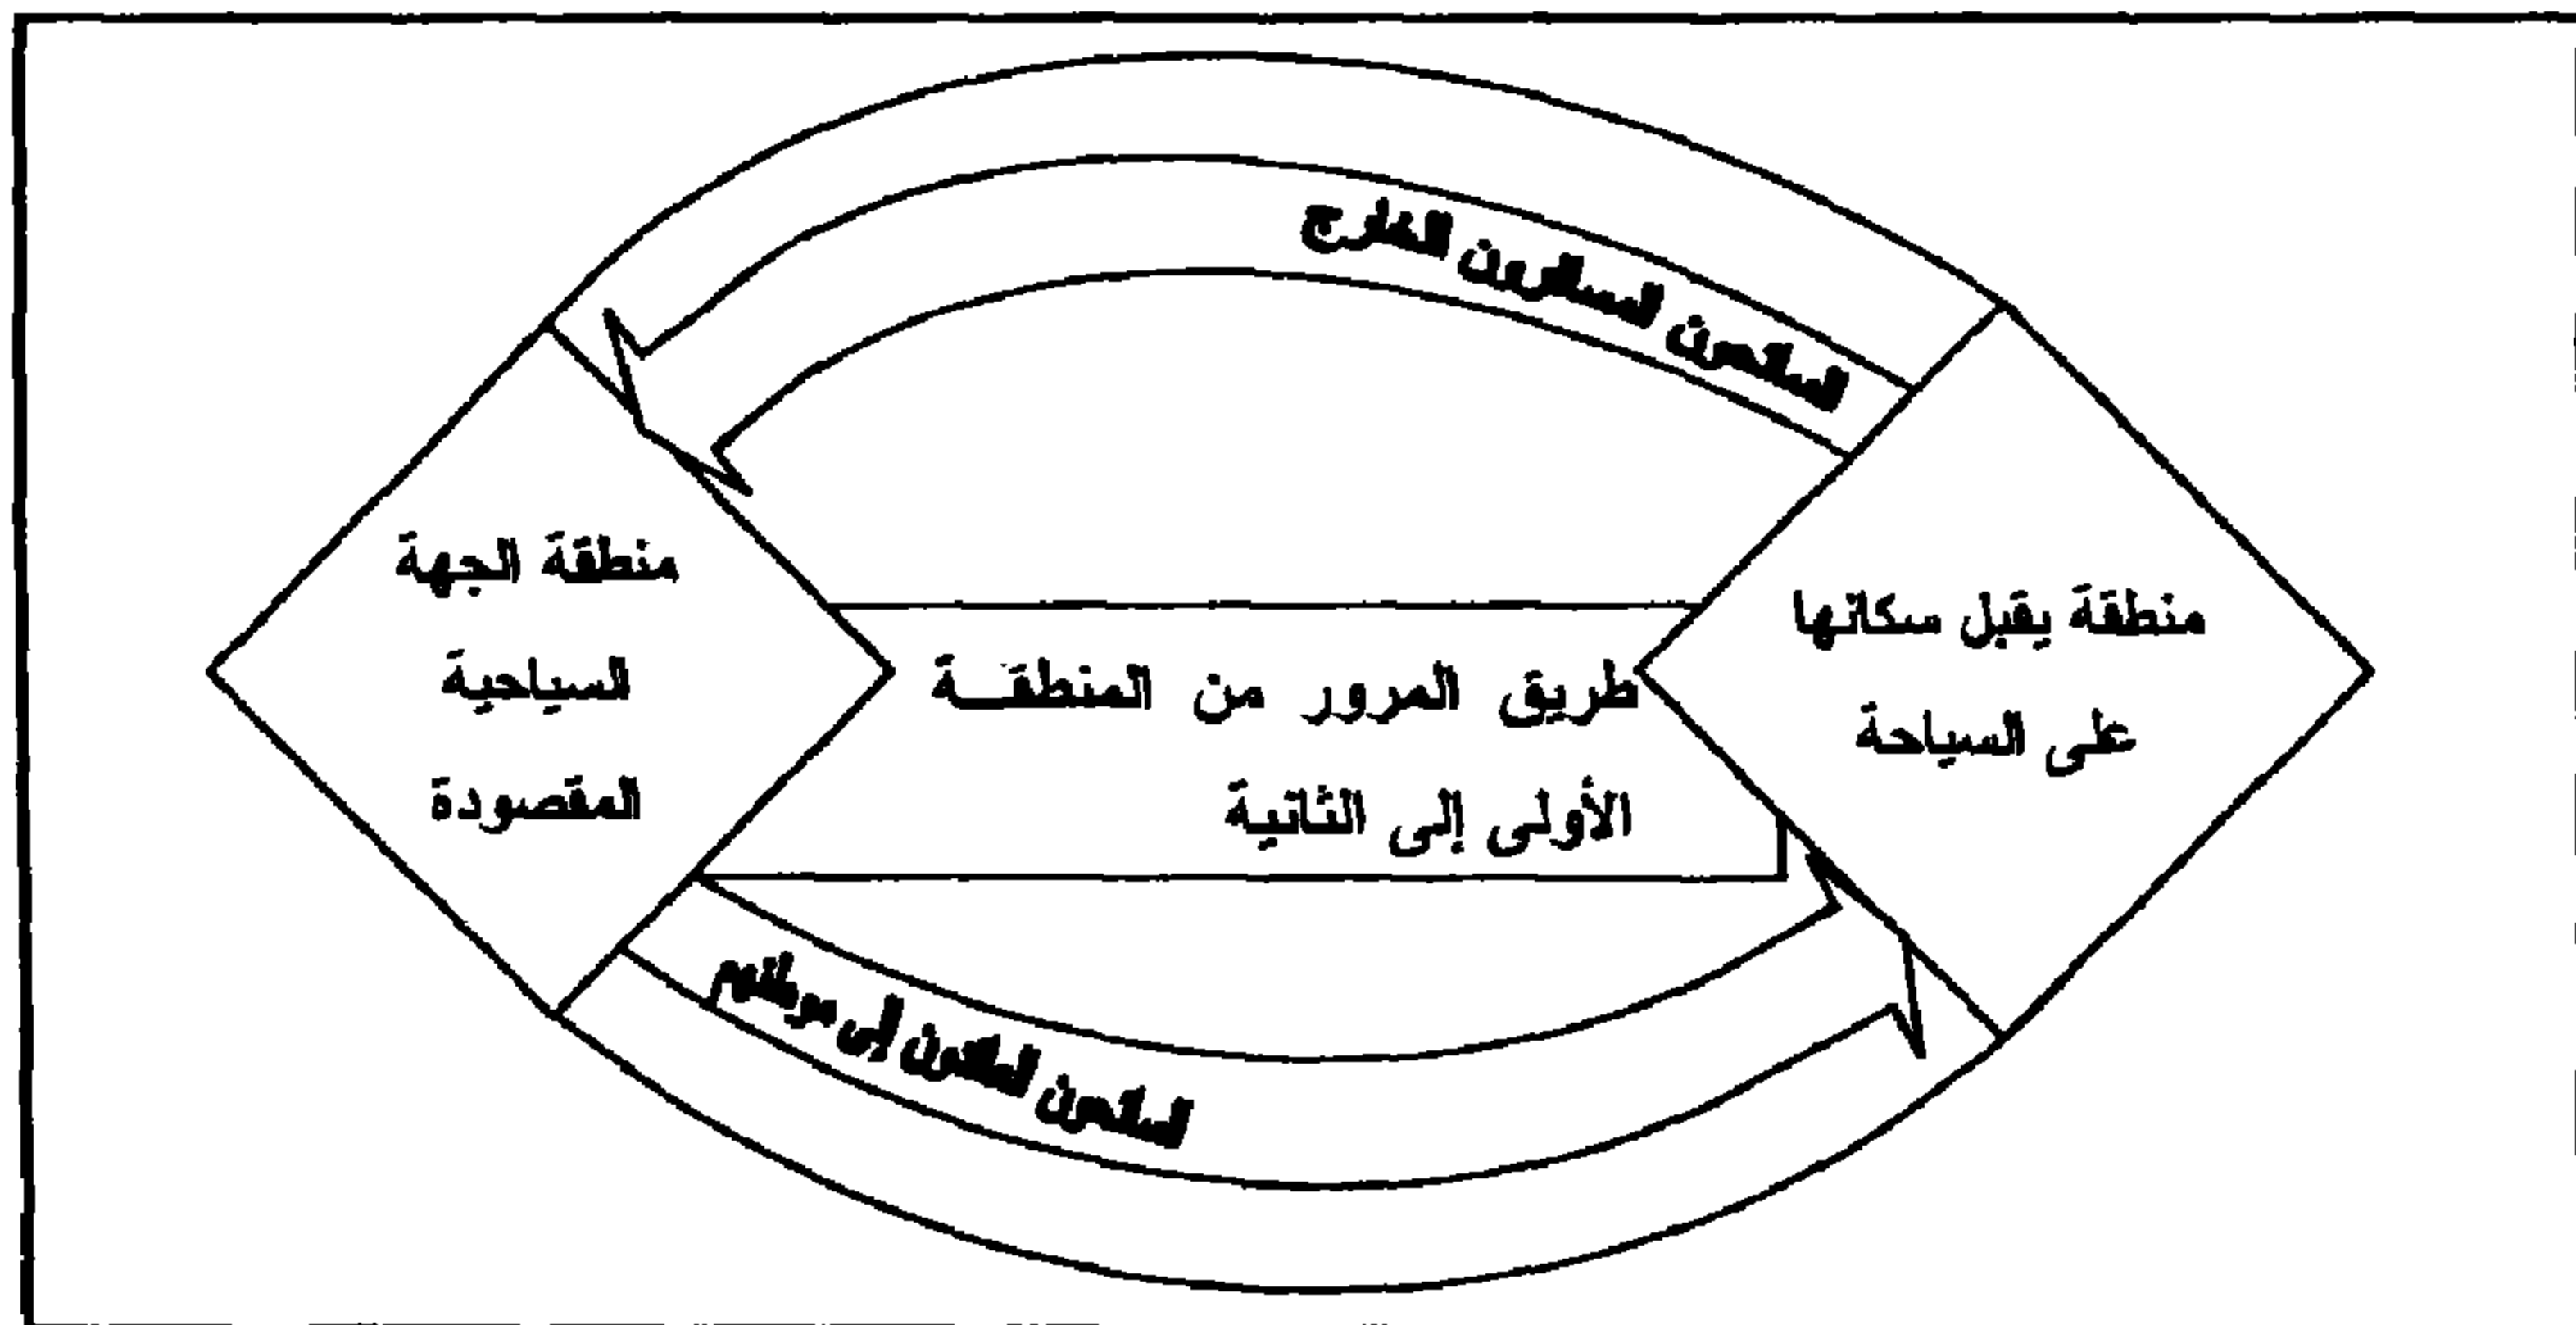 السائحون المسافرون للخارج
منطقة يقبل سكانها
على السياحة
طريق المرور من المنطقــة
الأولى إلى الثانية
منطقة الجهة
السياحية
المقصودة
السائحون العائدون إلى موطنهم